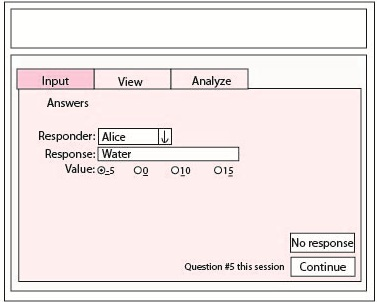 Input View Analyze
Answers
Responder: Alice ↓
Response: Water
Value: -5 0 10 15
No response
Question #5 this session Continue